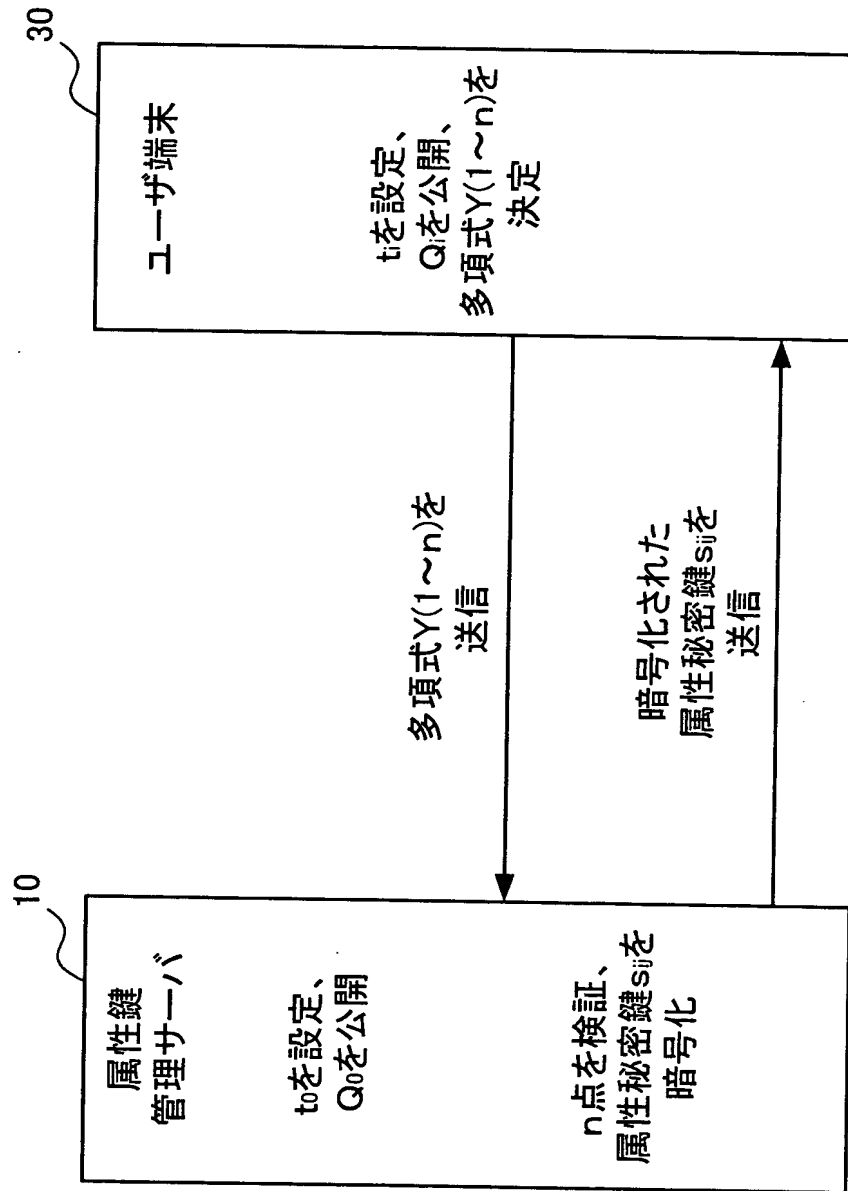 10
属性鍵
管理サーバ
t0を設定、
Q0を公開
n点を検証、
属性秘密鍵sijを
暗号化
多項式Y(1～n)を
送信
暗号化された
属性秘密鍵sijを
送信
30
ユーザ端末
tiを設定、
Qiを公開、
多項式Y(1～n)を
決定